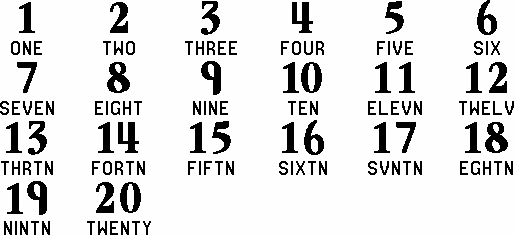 1 2 3 4 5 6
ONE TWO THREE FOUR FIVE SIX
7 8 9 10 11 12
SEVEN EIGHT NINE TEN ELEVN TWELV
13 14 15 16 17 18
THRTN FORTN FIFTN SIXTN SVNTN EGHTN
19 20
NINTN TWENTY